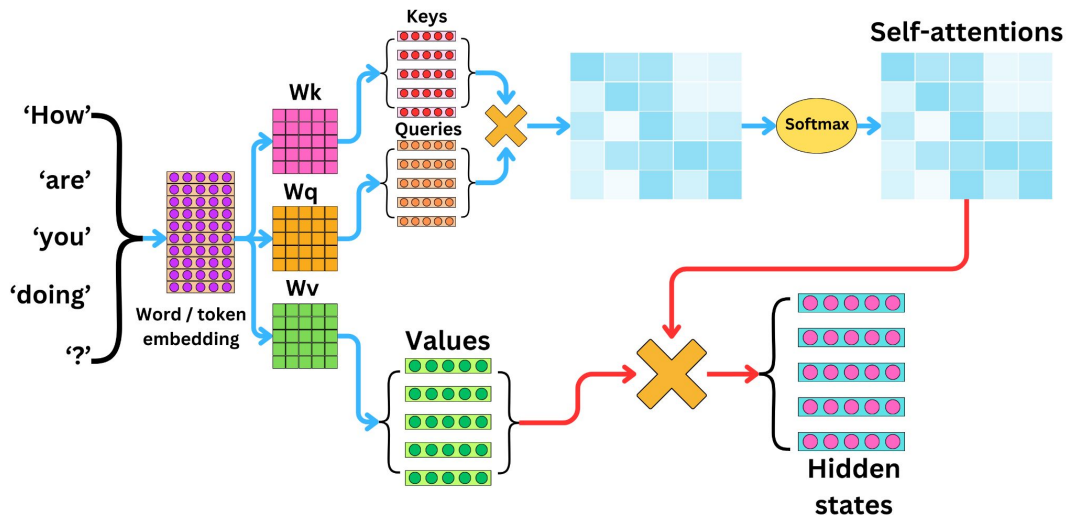 Keys
Self-attentions
Wk
‘How’
Softmax
Queries
‘are’
Wq
‘you’
Wv
‘doing’
Word / token
embedding
Values
‘?’
Hidden
states